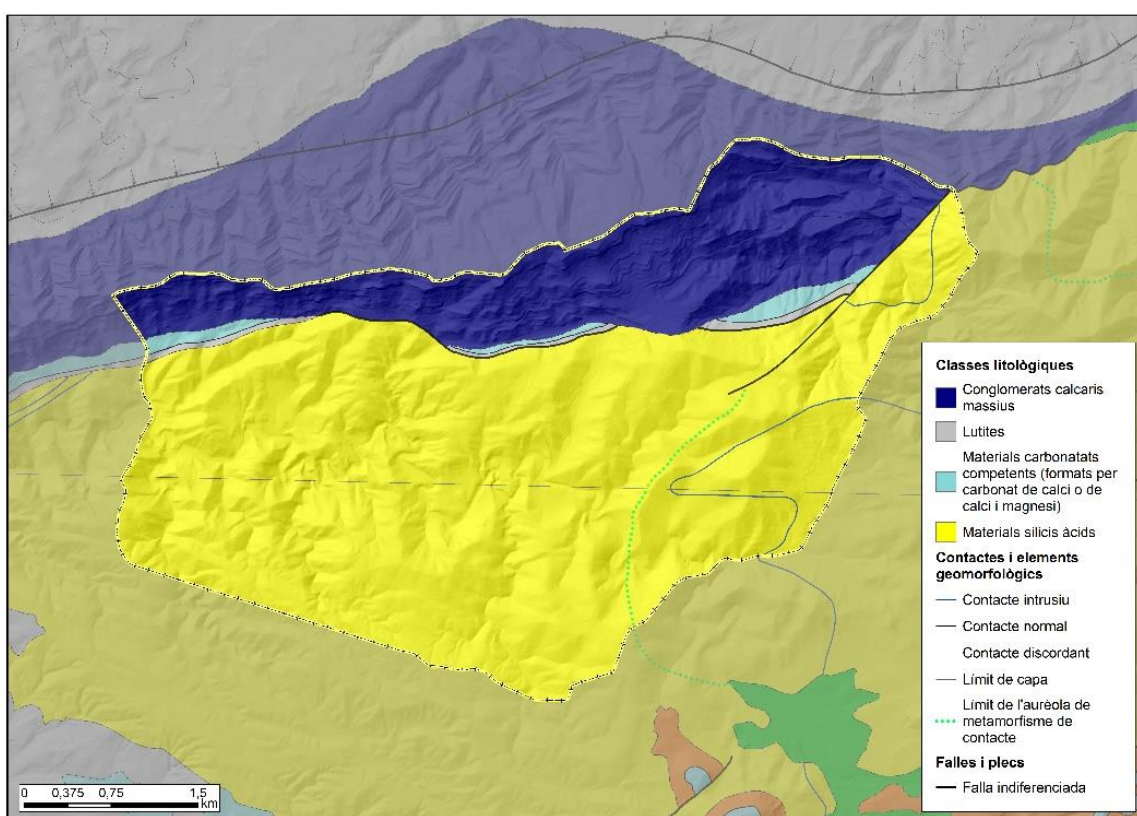 Classes litològiques
Conglomerats calcaris
massius
Lutites
Materials carbonatats
competents (formats per
carbonat de calci o de
calci i magnesi)
Materials silicis àcids
Contactes i elements
geomorfològics
Contacte intrusiu
Contacte normal
Contacte discordant
Límit de capa
Límit de l'aurèola de
metamorfisme de
contacte
Falles i plecs
Falla indiferenciada
0 0,375 0,75 1,5
km